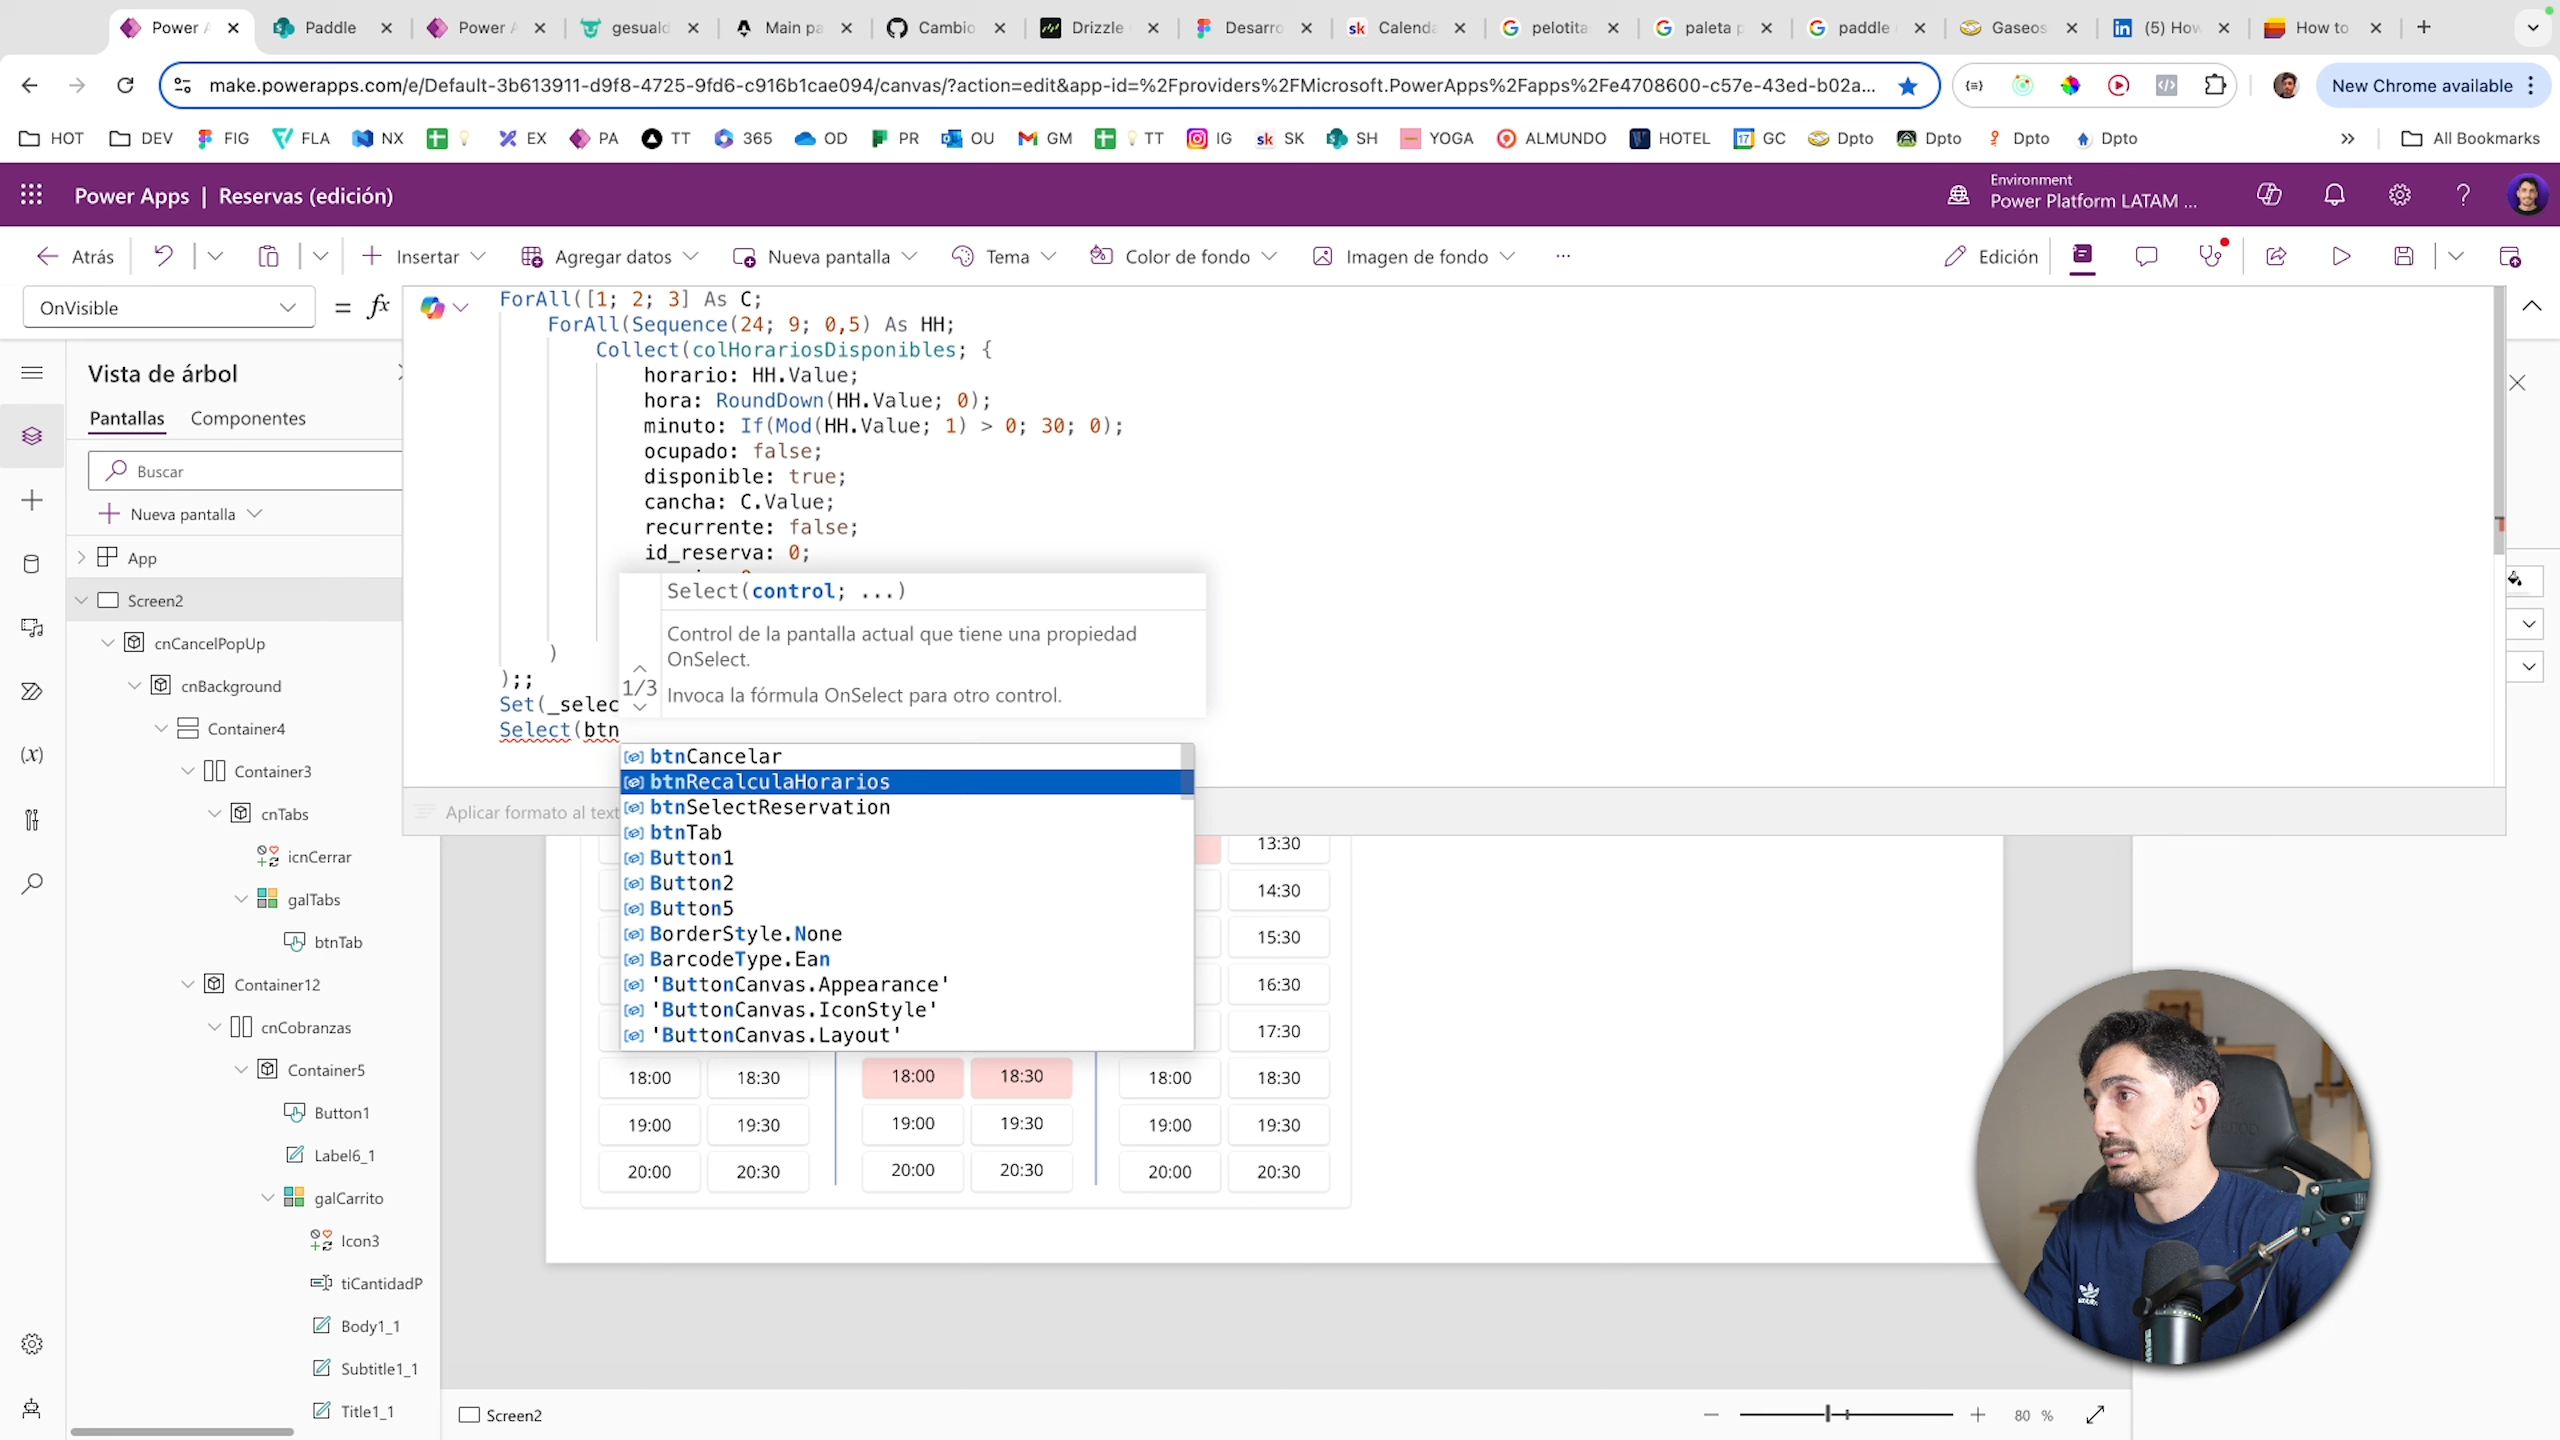 Power A
Paddle
Power A
gesuald
Main pa
Cambio
Drizzle
Desarro
Calenda
pelotita
paleta p
paddle
Gaseos
(5) How
How to
make.powerapps.com/e/Default-3b613911-d9f8-4725-9fd6-c916b1cae094/canvas/?action=edit&app-id=%2Fproviders%2FMicrosoft.PowerApps%2Fapps%2Fe4708600-c57e-43ed-b02a...
New Chrome available
HOT
DEV
FIG
FLA
NX
EX
PA
TT
365
OD
PR
OU
GM
TT
IG
SK
SH
YOGA
ALMUNDO
HOTEL
GC
Dpto
Dpto
Dpto
Dpto
All Bookmarks
Power Apps | Reservas (edición)
Environment
Power Platform LATAM ...
Atrás
Insertar
Agregar datos
Nueva pantalla
Tema
Color de fondo
Imagen de fondo
...
Edición
OnVisible
= fx
ForAll([1; 2; 3] As C;
ForAll(Sequence(24; 9; 0,5) As HH;
Collect(colHorariosDisponibles; {
horario: HH.Value;
hora: RoundDown(HH.Value; 0);
minuto: If(Mod(HH.Value; 1) > 0; 30; 0);
ocupado: false;
disponible: true;
cancha: C.Value;
recurrente: false;
id_reserva: 0;
)
);;
Set(_selec
Select(btn
Select(control; ...)
Control de la pantalla actual que tiene una propiedad
OnSelect.
1/3
Invoca la fórmula OnSelect para otro control.
btnCancelar
btnRecalculaHorarios
btnSelectReservation
btnTab
Button1
Button2
Button5
BorderStyle.None
BarcodeType.Ean
'ButtonCanvas.Appearance'
'ButtonCanvas.IconStyle'
'ButtonCanvas.Layout'
Aplicar formato al text
Vista de árbol
Pantallas
Componentes
Buscar
Nueva pantalla
App
Screen2
cnCancelPopUp
cnBackground
Container4
Container3
cnTabs
icnCerrar
galTabs
btnTab
Container12
cnCobranzas
Container5
Button1
Label6_1
galCarrito
Icon3
tiCantidadP
Body1_1
Subtitle1_1
Title1_1
13:30
14:30
15:30
16:30
17:30
18:00 18:30 18:00 18:30 18:00 18:30
19:00 19:30 19:00 19:30 19:00 19:30
20:00 20:30 20:00 20:30 20:00 20:30
Screen2
80 %